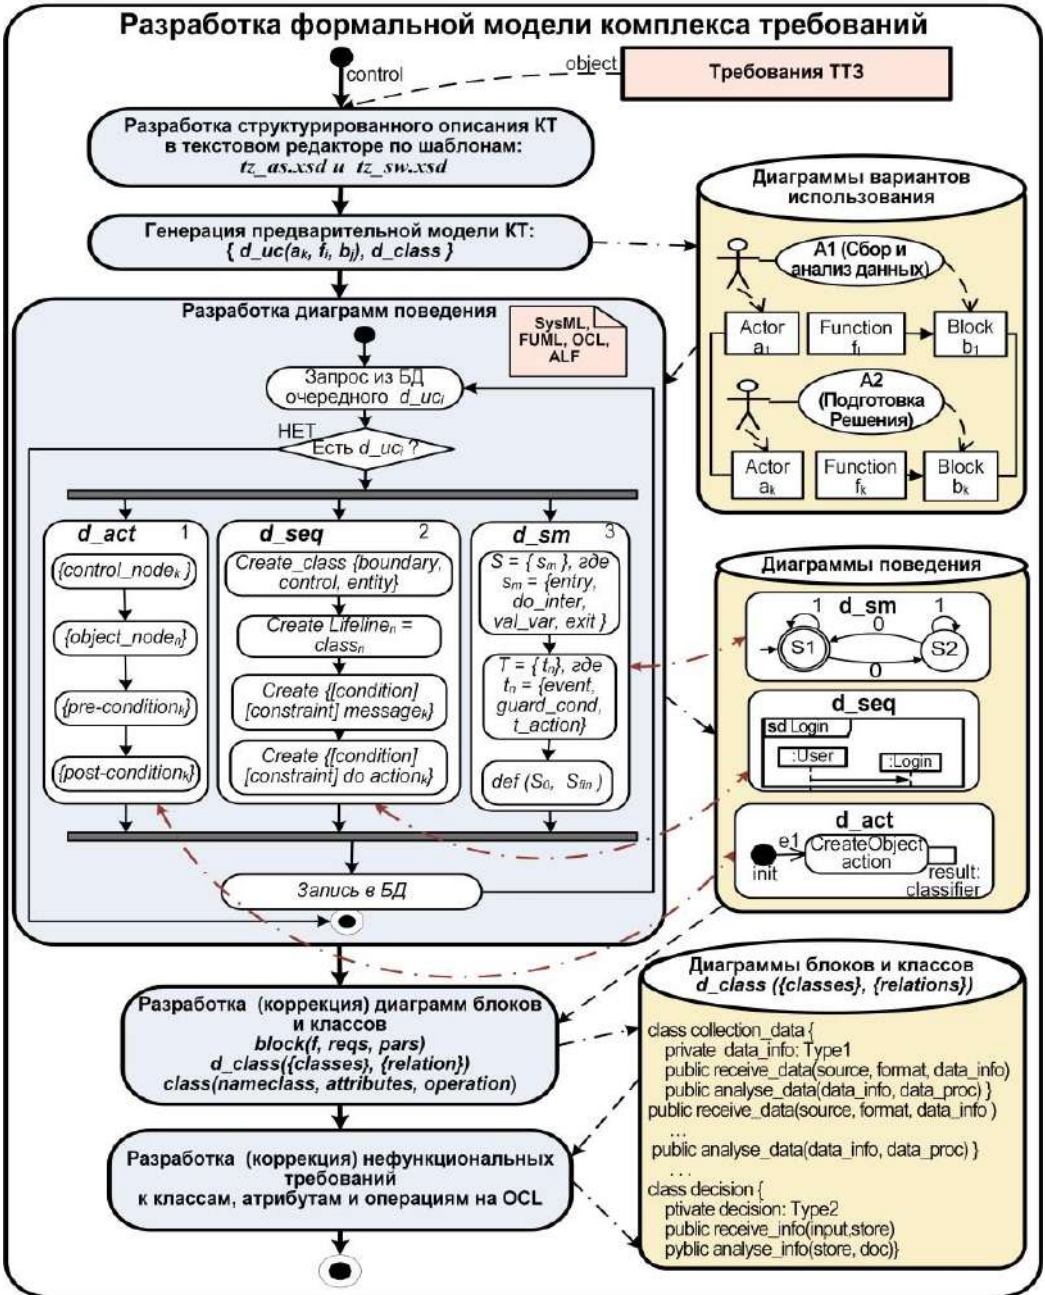 Разработка формальной модели комплекса требований
control
object
Требования ТТЗ
Разработка структурированного описания КТ
в текстовом редакторе по шаблонам:
tz_as.xsd и tz_sw.xsd
Генерация предварительной модели КТ:
{ d_uc(ak, fi, bj), d_class }
Диаграммы вариантов
использования
A1 (Сбор и
анализ данных)
Actor
a1
Function
fi
Block
b1
A2
(Подготовка
Решения)
Actor
ak
Function
fk
Block
bk
Разработка диаграмм поведения
SysML,
FUML, OCL,
ALF
Запрос из БД
очередного d_uci
НЕТ
Есть d_uci ?
d_act 1
{control_nodek }
{object_noden}
{pre-conditionk}
{post-conditionk}
d_seq 2
Create_class {boundary,
control, entity}
Create Lifelinen =
classn
Create {[condition]
[constraint] messagek}
Create {[condition]
[constraint] do actionk}
d_sm 3
S = { sm }, где
sm = {entry,
do_inter,
val_var, exit }
T = { tn}, где
tn = {event,
guard_cond,
t_action}
def (S0, Sfin )
Запись в БД
Диаграммы поведения
d_sm
1
1
0
S1
S2
0
d_seq
sd Login
:User
:Login
d_act
e1
CreateObject
action
init
result:
classifier
Разработка (коррекция) диаграмм блоков
и классов
block(f, reqs, pars)
d_class({classes}, {relation})
class(nameclass, attributes, operation)
Разработка (коррекция) нефункциональных
требований
к классам, атрибутам и операциям на OCL
Диаграммы блоков и классов
d_class ({classes}, {relations})
class collection_data {
private data_info: Type1
public receive_data(source, format, data_info)
public analyse_data(data_info, data_proc) }
public receive_data(source, format, data_info )
...
public analyse_data(data_info, data_proc) }
...
class decision {
ptivate decision: Type2
public receive_info(input,store)
pyblic analyse_info(store, doc)}